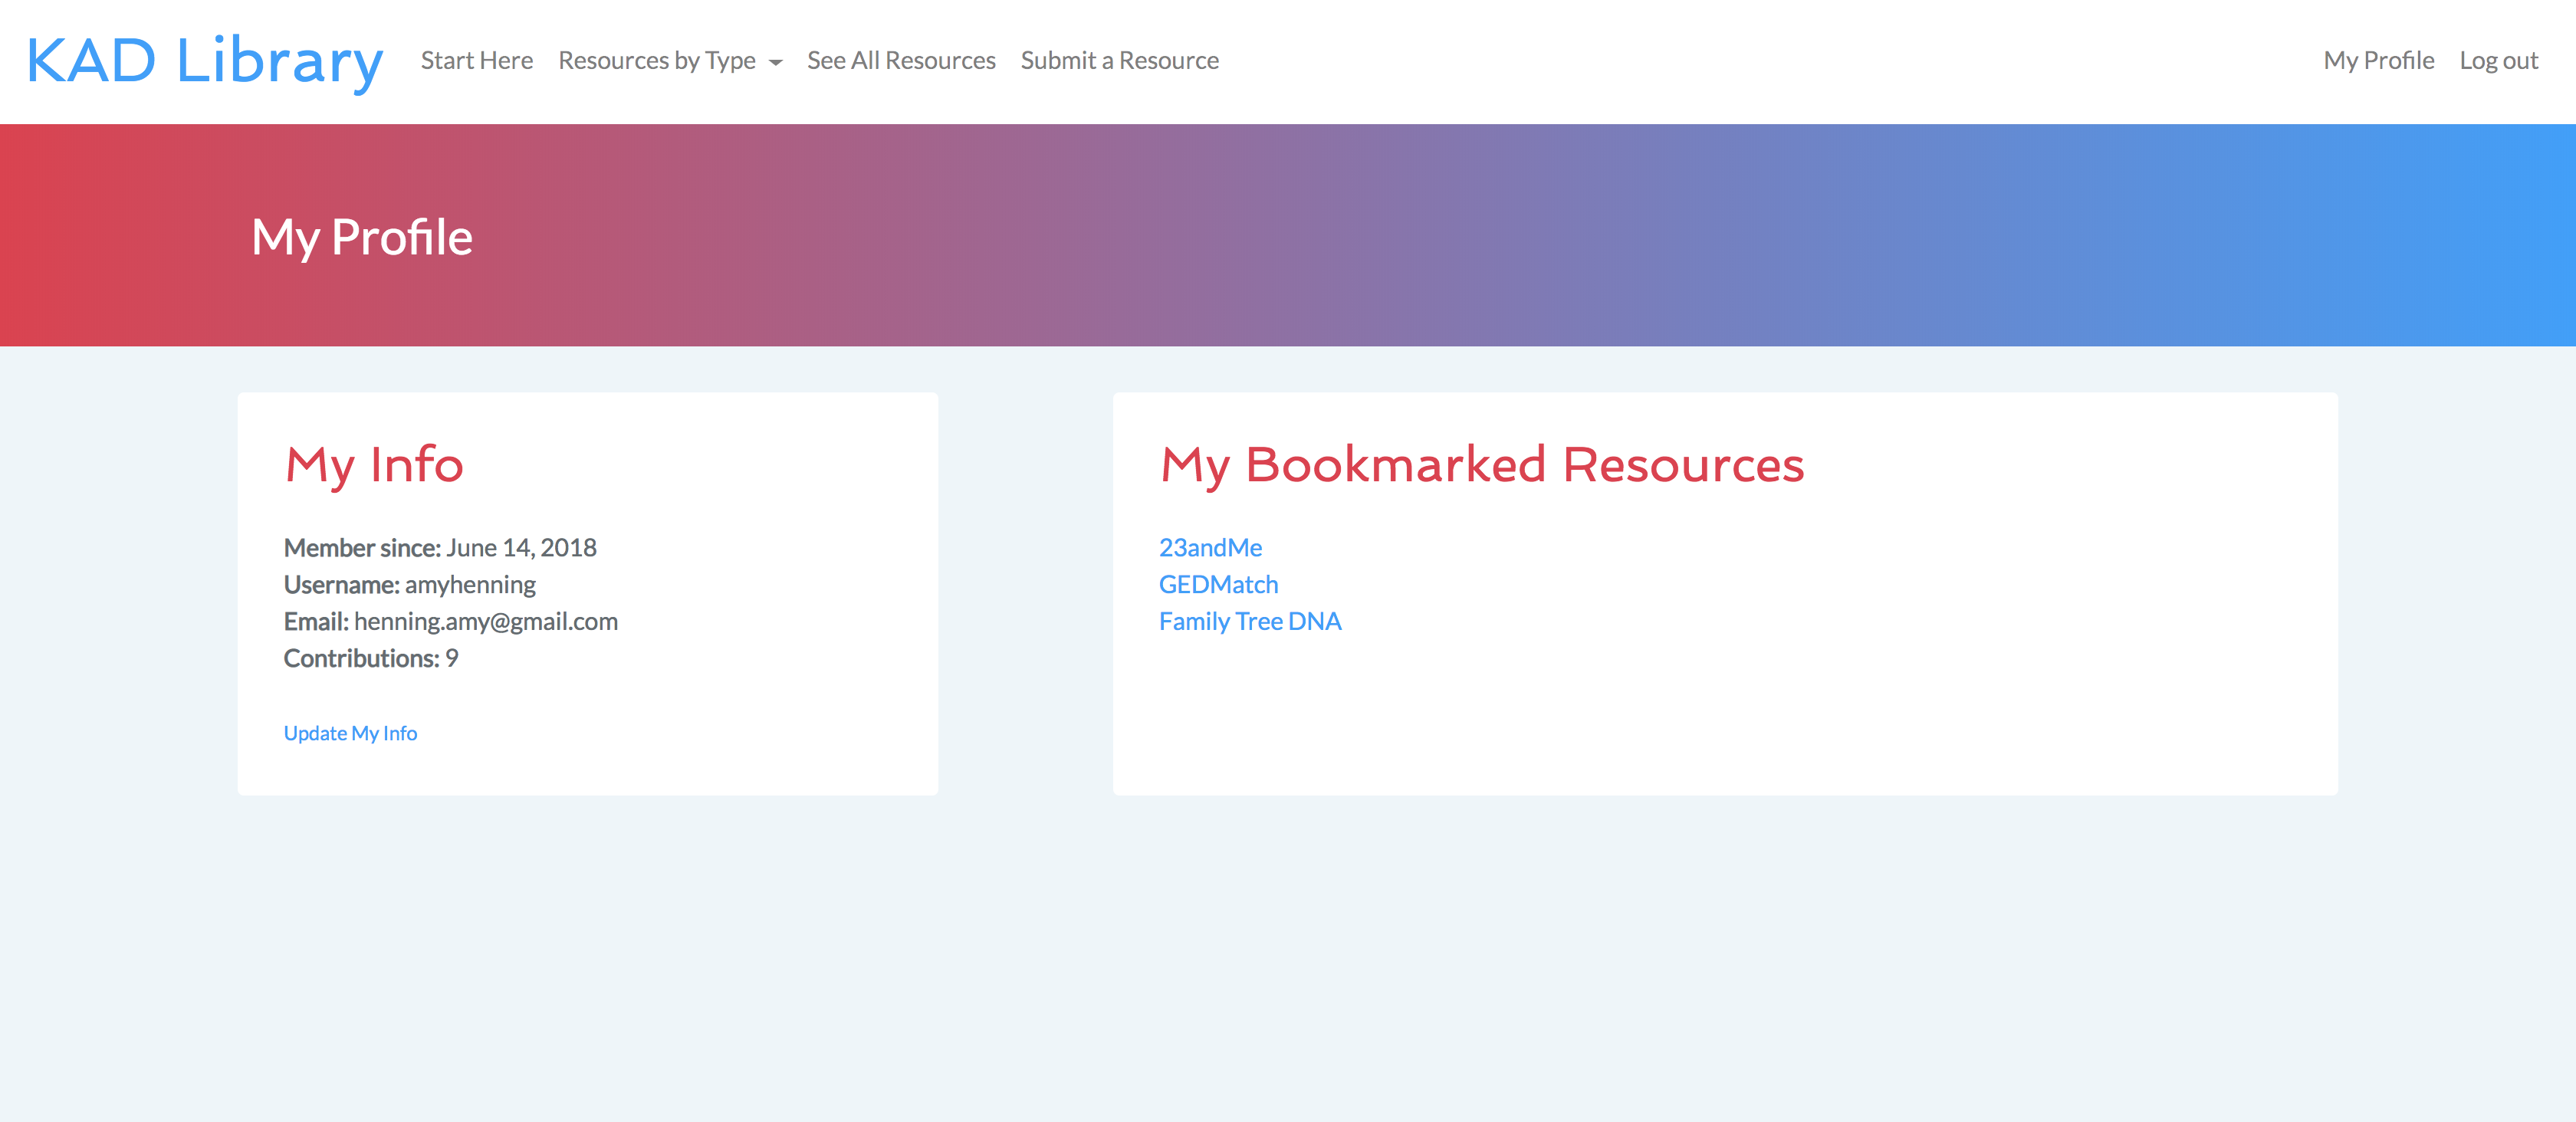 KAD Library Start Here Resources by Type See All Resources Submit a Resource My Profile Log out
My Profile
My Info
Member since: June 14, 2018
Username: amyhenning
Email: henning.amy@gmail.com
Contributions: 9
Update My Info
My Bookmarked Resources
23andMe
GEDMatch
Family Tree DNA